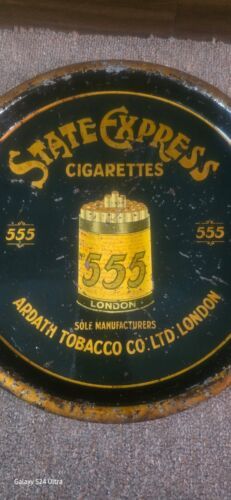 STATE EXPRESS
CIGARETTES
555
555
555
LONDON
SOLE MANUFACTURERS
ARDATH TOBACCO CO. LTD. LONDON
Galaxy S24 Ultra